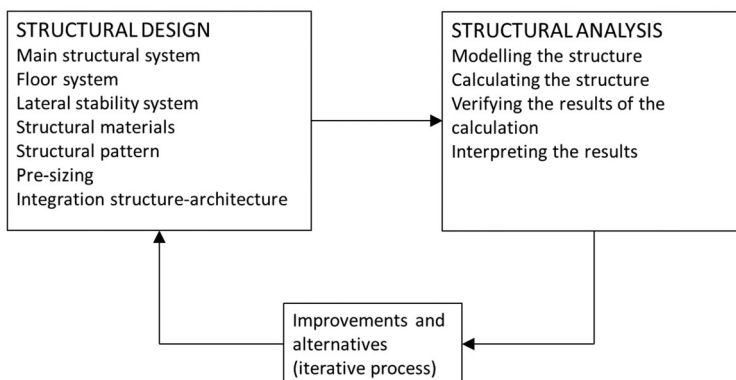 STRUCTURAL DESIGN
Main structural system
Floor system
Lateral stability system
Structural materials
Structural pattern
Pre-sizing
Integration structure-architecture
STRUCTURAL ANALYSIS
Modelling the structure
Calculating the structure
Verifying the results of the
calculation
Interpreting the results
Improvements and
alternatives
(iterative process)